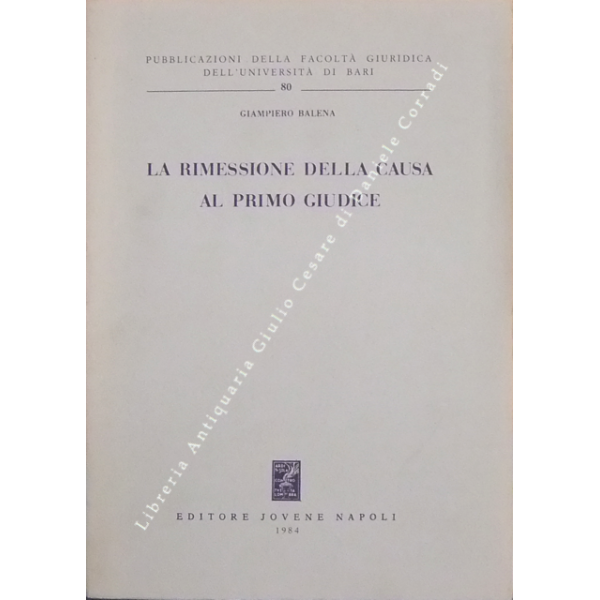 PUBBLICAZIONI DELLA FACOLTÀ GIURIDICA
DELL'UNIVERSITÀ DI BARI
80
GIAMPIERO BALENA
LA RIMESSIONE DELLA CAUSA
AL PRIMO GIUDICE
Libreria Antiquaria Giulio Cesare di Daniele Corradi
EDITORE JOVENE NAPOLI
1984